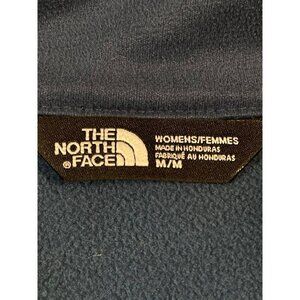 THE
NORTH
FACE
®
WOMENS/FEMMES
MADE IN HONDURAS
FABRIQUÉ AU HONDURAS
M/M